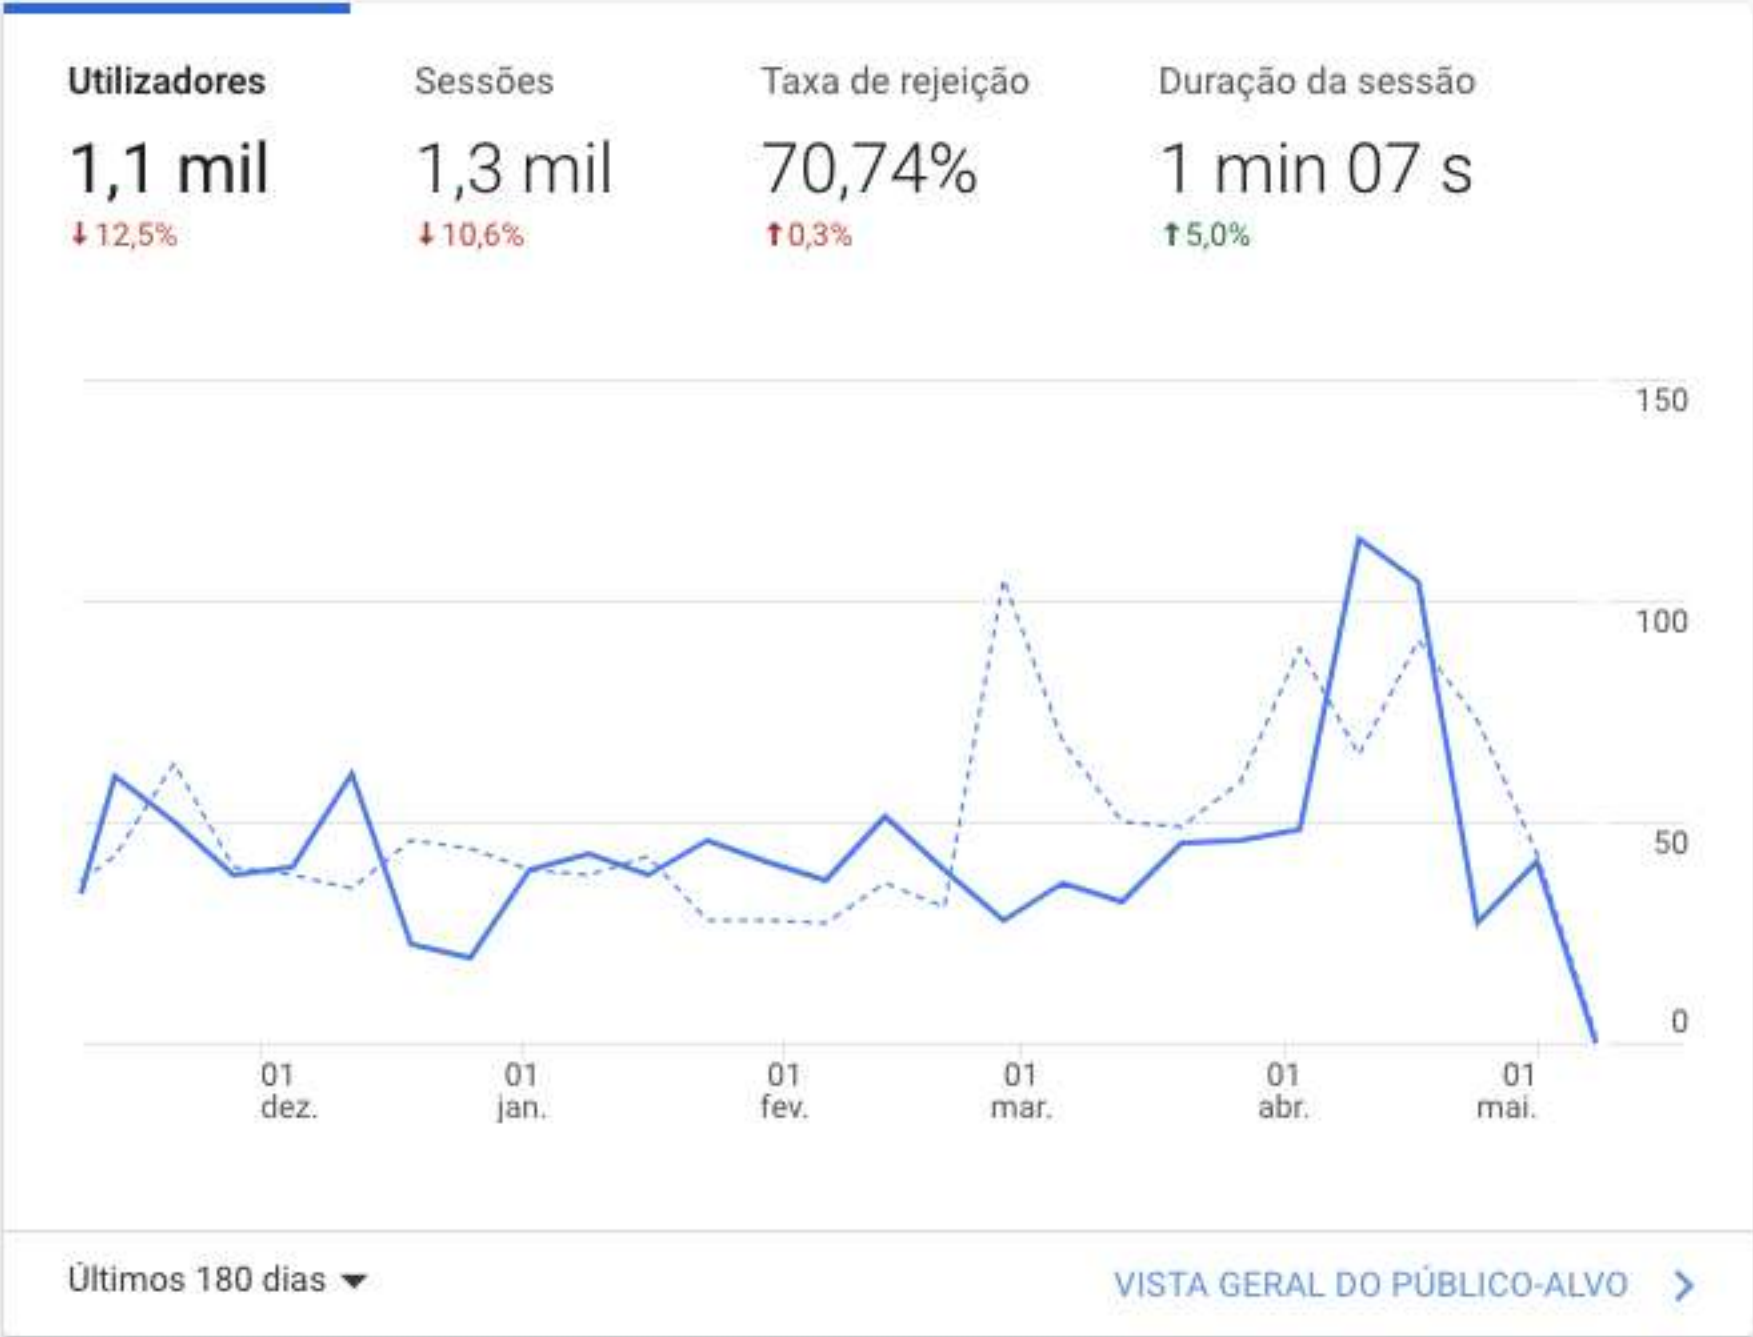 Utilizadores
1,1 mil
↓12,5%
Sessões
1,3 mil
↓10,6%
Taxa de rejeição
70,74%
↑0,3%
Duração da sessão
1 min 07 s
↑5,0%
150
100
50
0
01
dez.
01
jan.
01
fev.
01
mar.
01
abr.
01
mai.
Últimos 180 dias
VISTA GERAL DO PÚBLICO-ALVO